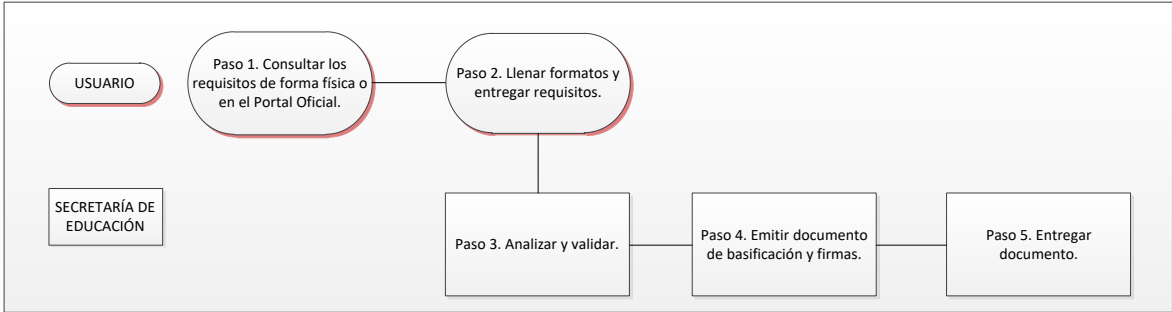 USUARIO
Paso 1. Consultar los
requisitos de forma física o
en el Portal Oficial.
Paso 2. Llenar formatos y
entregar requisitos.
SECRETARÍA DE
EDUCACIÓN
Paso 3. Analizar y validar.
Paso 4. Emitir documento
de basificación y firmas.
Paso 5. Entregar
documento.